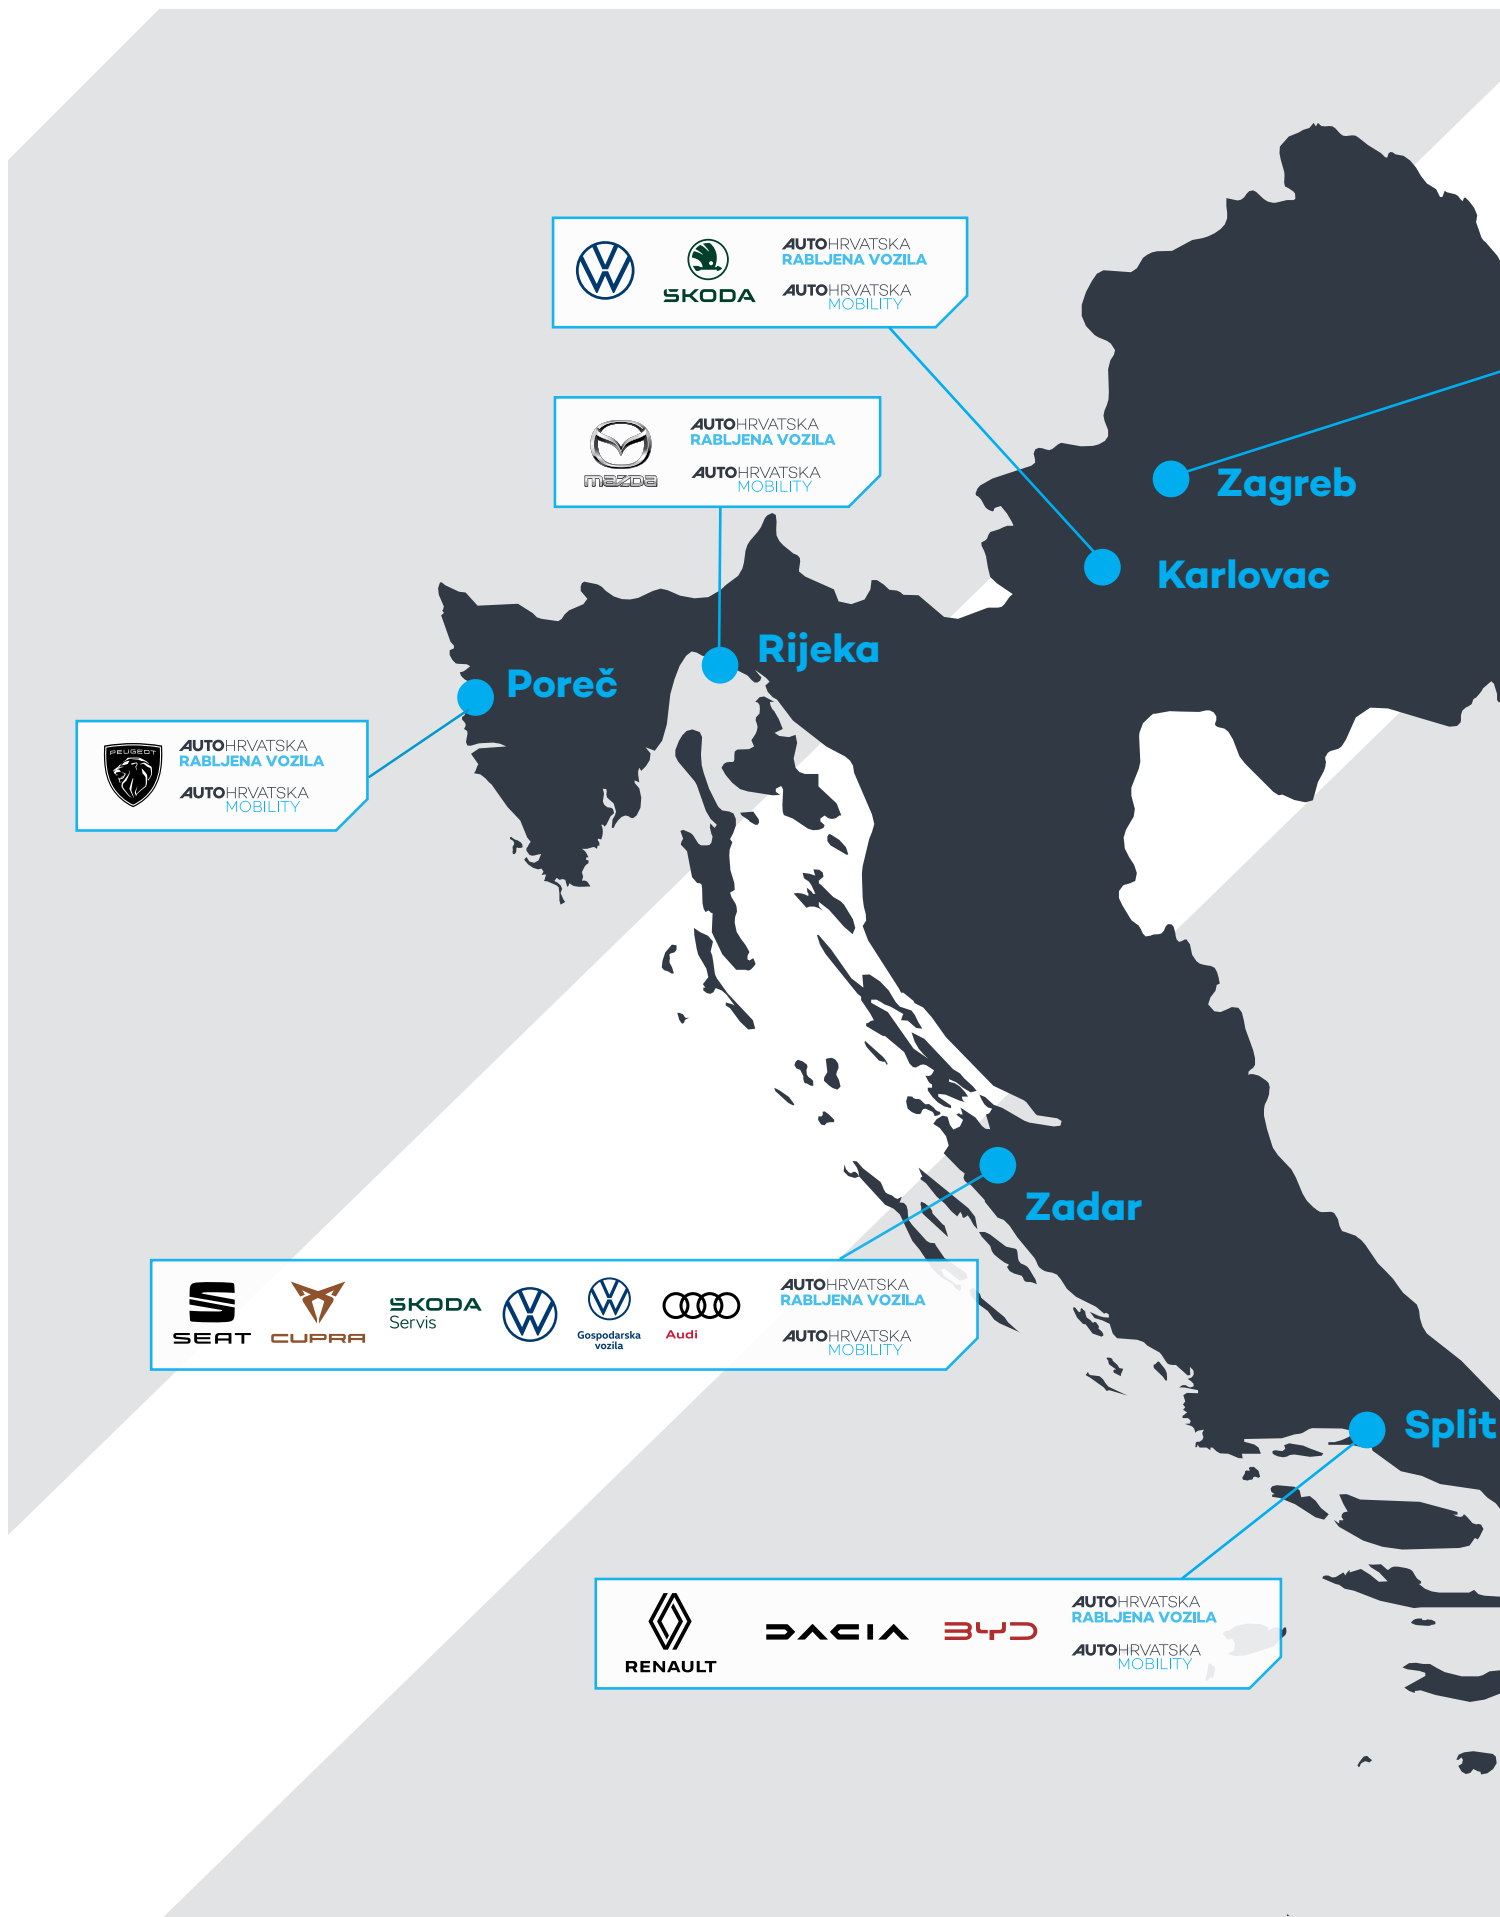 ŠKODA
AUTOHRVATSKA
RABLJENA VOZILA
AUTOHRVATSKA
MOBILITY
mazda
AUTOHRVATSKA
RABLJENA VOZILA
AUTOHRVATSKA
MOBILITY
Zagreb
Karlovac
Rijeka
Poreč
PEUGEOT
AUTOHRVATSKA
RABLJENA VOZILA
AUTOHRVATSKA
MOBILITY
Zadar
SEAT
CUPRA
ŠKODA
Servis
Gospodarska
vozila
Audi
AUTOHRVATSKA
RABLJENA VOZILA
AUTOHRVATSKA
MOBILITY
Split
RENAULT
DACIA
BYD
AUTOHRVATSKA
RABLJENA VOZILA
AUTOHRVATSKA
MOBILITY